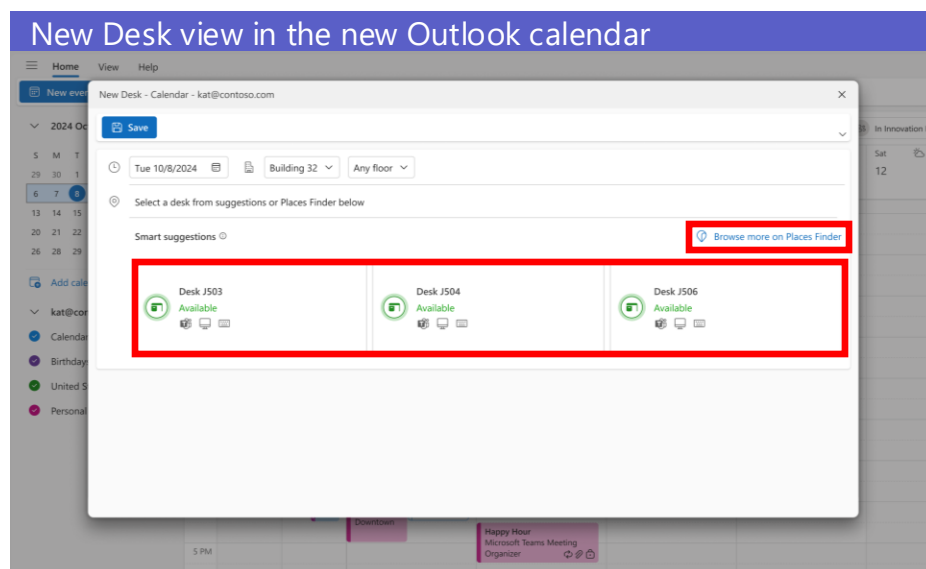 New Desk view in the new Outlook calendar
Home View Help
New even
New Desk - Calendar - kat@contoso.com
2024 Oc
Save
In Innovation
S M T
Sat
29 30 1
12
Tue 10/8/2024
Building 32
Any floor
6 7 8
Select a desk from suggestions or Places Finder below
13 14 15
20 21 22
Smart suggestions
Browse more on Places Finder
26 28 29
Add cale
Desk J503
Available
Desk J504
Available
Desk J506
Available
kat@cor
Calendar
Birthday
United S
Personal
Downtown
Happy Hour
Microsoft Teams Meeting
Organizer
5 PM